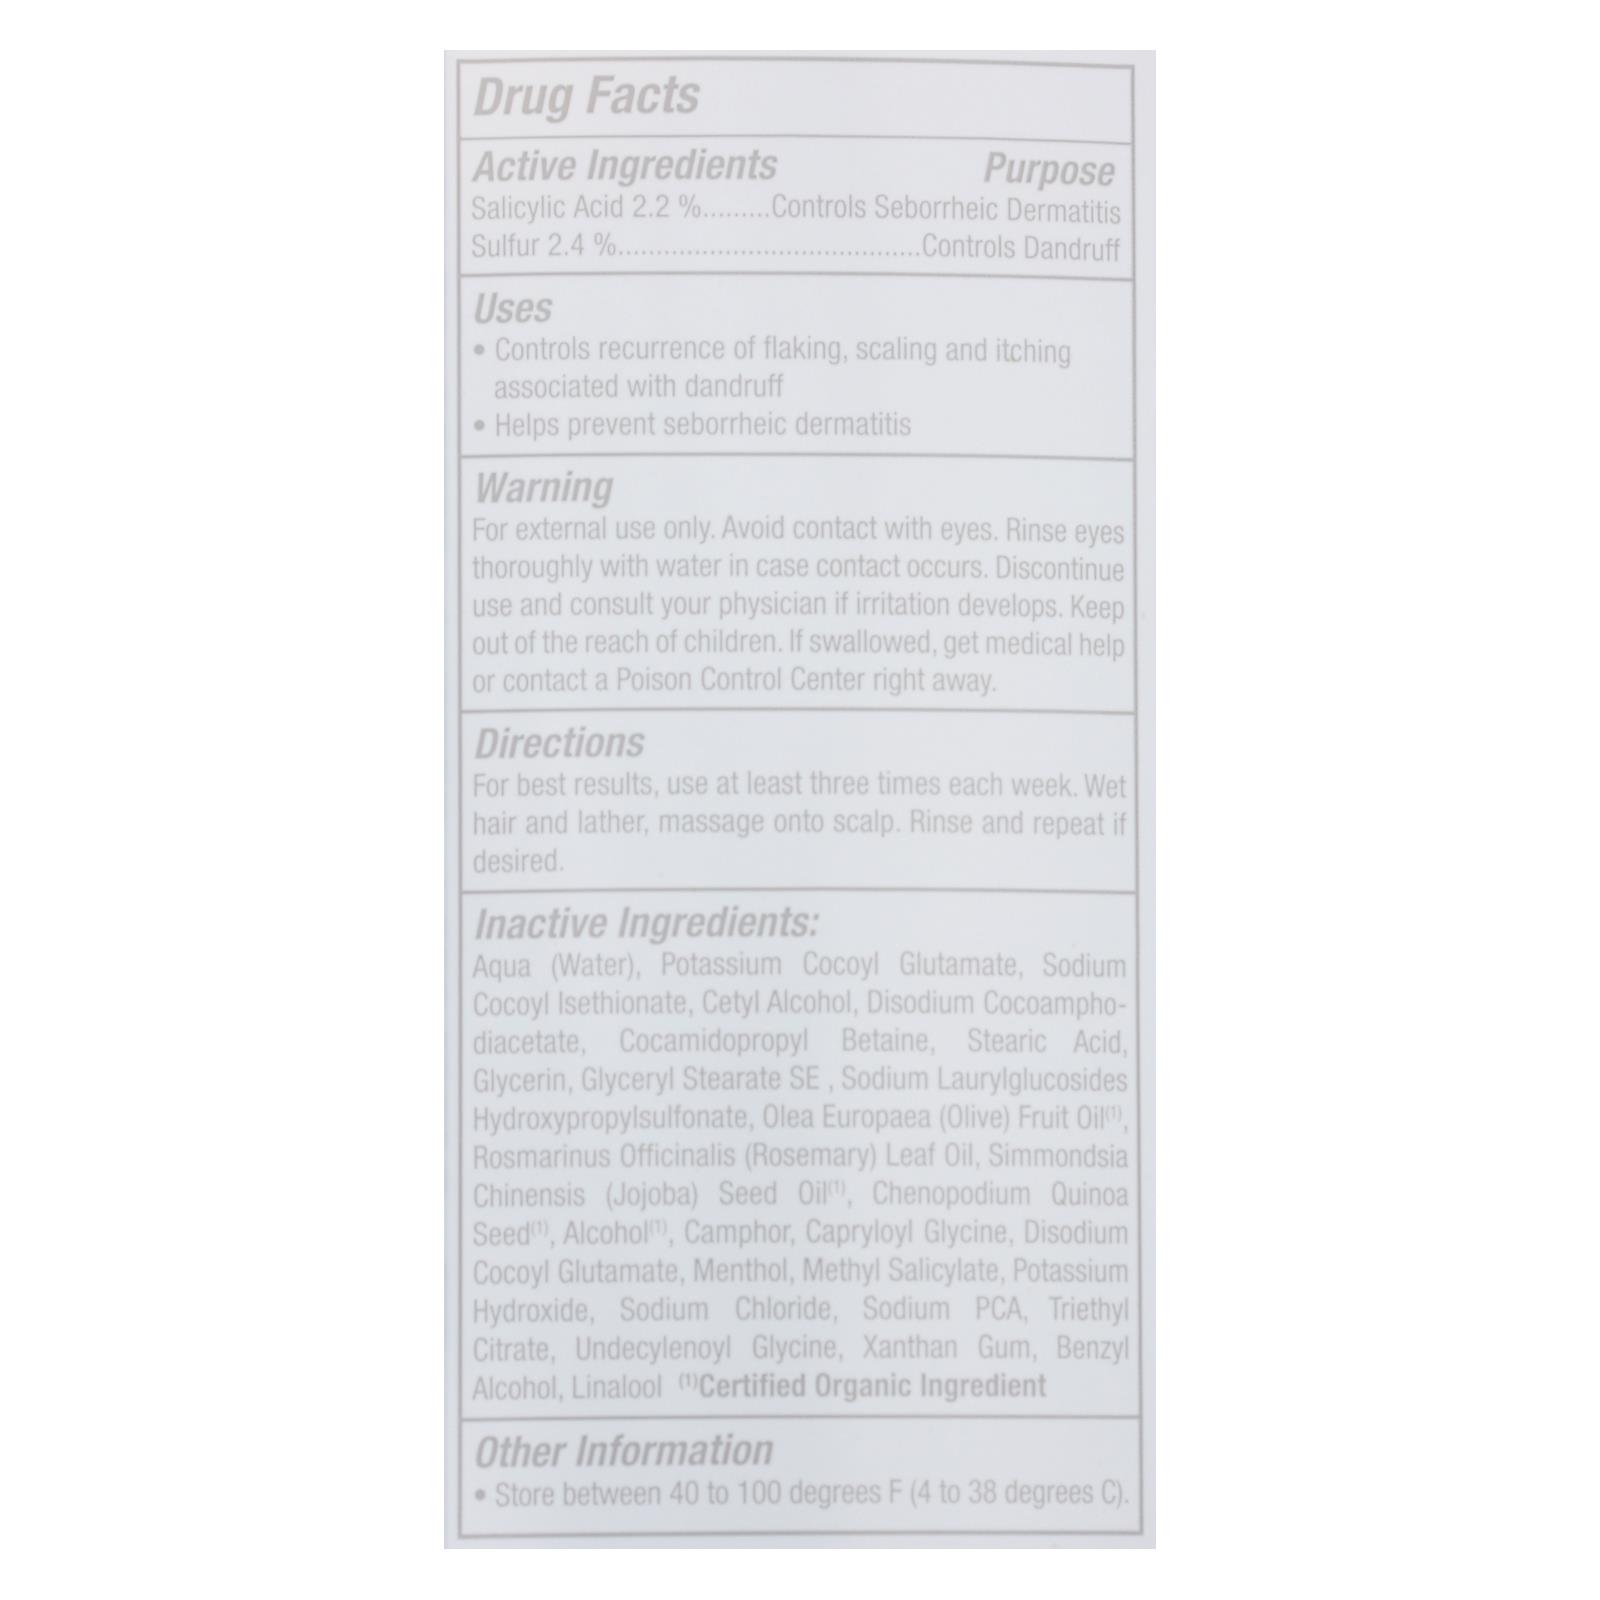 Drug Facts
Active Ingredients Purpose
Salicylic Acid 2.2 %.........Controls Seborrheic Dermatitis
Sulfur 2.4 %.......................................Controls Dandruff
Uses
• Controls recurrence of flaking, scaling and itching
associated with dandruff
• Helps prevent seborrheic dermatitis
Warning
For external use only. Avoid contact with eyes. Rinse eyes
thoroughly with water in case contact occurs. Discontinue
use and consult your physician if irritation develops. Keep
out of the reach of children. If swallowed, get medical help
or contact a Poison Control Center right away.
Directions
For best results, use at least three times each week. Wet
hair and lather, massage onto scalp. Rinse and repeat if
desired.
Inactive Ingredients:
Aqua (Water), Potassium Cocoyl Glutamate, Sodium
Cocoyl Isethionate, Cetyl Alcohol, Disodium Cocoampho-
diacetate, Cocamidopropyl Betaine, Stearic Acid,
Glycerin, Glyceryl Stearate SE , Sodium Laurylglucosides
Hydroxypropylsulfonate, Olea Europaea (Olive) Fruit Oil(1),
Rosmarinus Officinalis (Rosemary) Leaf Oil, Simmondsia
Chinensis (Jojoba) Seed Oil(1), Chenopodium Quinoa
Seed(1), Alcohol(1), Camphor, Capryloyl Glycine, Disodium
Cocoyl Glutamate, Menthol, Methyl Salicylate, Potassium
Hydroxide, Sodium Chloride, Sodium PCA, Triethyl
Citrate, Undecylenoyl Glycine, Xanthan Gum, Benzyl
Alcohol, Linalool (1)Certified Organic Ingredient
Other Information
• Store between 40 to 100 degrees F (4 to 38 degrees C).